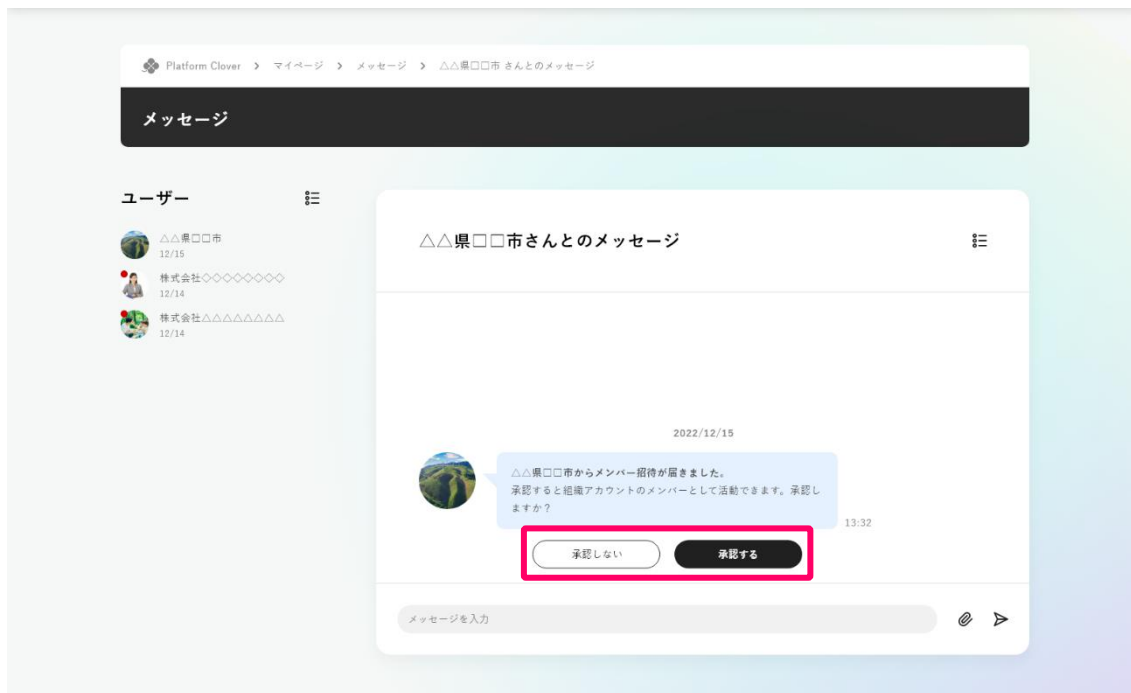 Platform Clover > マイページ > メッセージ > △△県□□市 さんとのメッセージ
メッセージ
ユーザー
△△県□□市
12/15
株式会社◇◇◇◇◇◇◇◇
12/14
株式会社△△△△△△△△
12/14
△△県□□市さんとのメッセージ
2022/12/15
△△県□□市からメンバー招待が届きました。
承認すると組織アカウントのメンバーとして活動できます。承認し
ますか？
13:32
承認しない
承認する
メッセージを入力